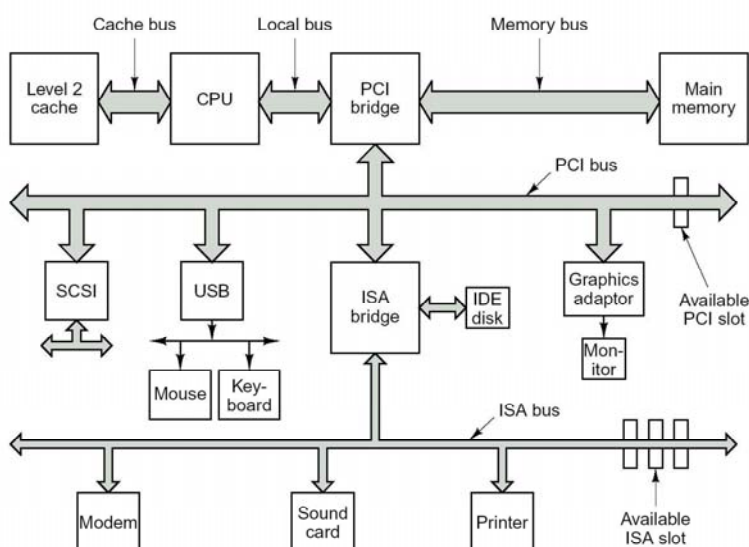 Cache bus
Local bus
Memory bus
Level 2
cache
CPU
PCI
bridge
Main
memory
PCI bus
SCSI
USB
ISA
bridge
IDE
disk
Graphics
adaptor
Available
PCI slot
Mon-
itor
Mouse
Key-
board
ISA bus
Modem
Sound
card
Printer
Available
ISA slot